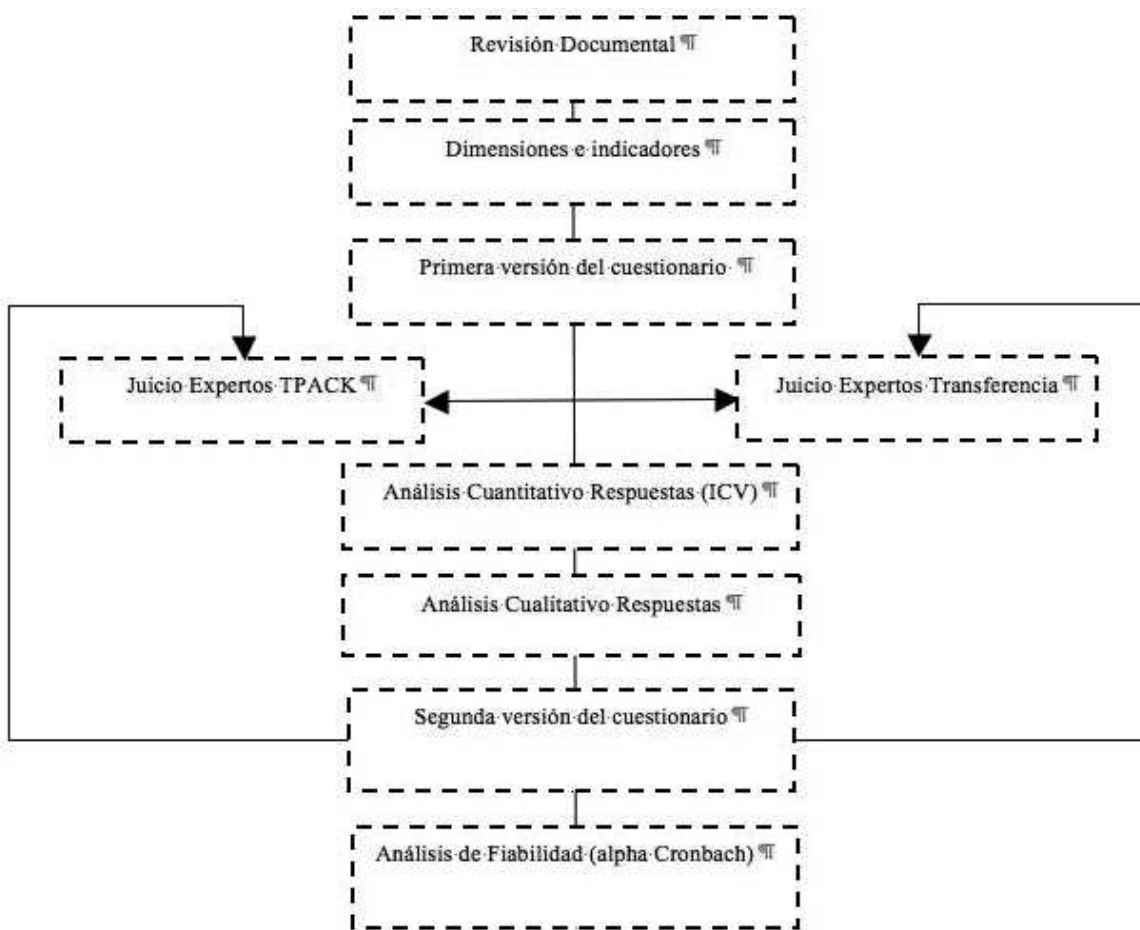 Revisión Documental ¶
Dimensiones e indicadores ¶
Primera versión del cuestionario ¶
Juicio Expertos TPACK ¶
Juicio Expertos Transferencia ¶
Análisis Cuantitativo Respuestas (ICV) ¶
Análisis Cualitativo Respuestas ¶
Segunda versión del cuestionario ¶
Análisis de Fiabilidad (alpha Cronbach) ¶